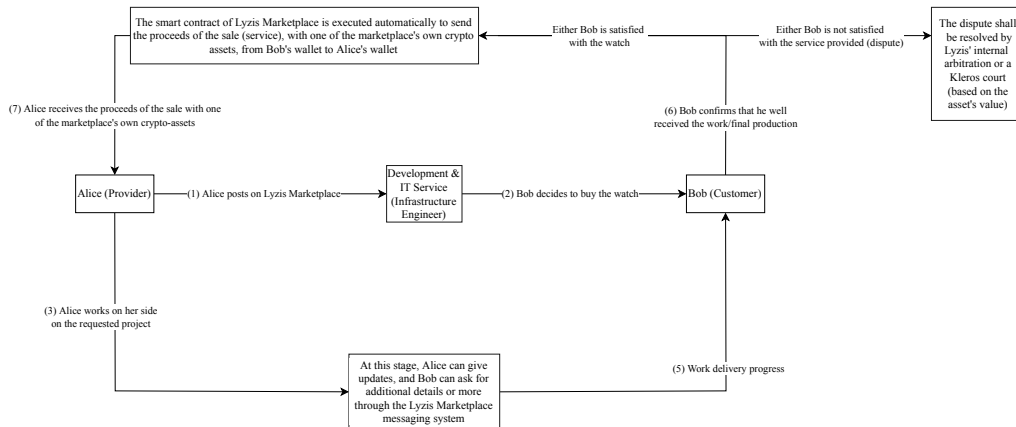 The smart contract of Lyzis Marketplace is executed automatically to send
the proceeds of the sale (service), with one of the marketplace's own crypto
assets, from Bob's wallet to Alice's wallet
Either Bob is satisfied
with the watch
Either Bob is not satisfied
with the service provided (dispute)
The dispute shall
be resolved by
Lyzis' internal
arbitration or a
Kleros court
(based on the
asset's value)
(7) Alice receives the proceeds of the sale with one
of the marketplace's own crypto-assets
(6) Bob confirms that he well
received the work/final production
Alice (Provider)
(1) Alice posts on Lyzis Marketplace
Development &
IT Service
(Infrastructure
Engineer)
(2) Bob decides to buy the watch
Bob (Customer)
(3) Alice works on her side
on the requested project
At this stage, Alice can give
updates, and Bob can ask for
additional details or more
through the Lyzis Marketplace
messaging system
(5) Work delivery progress